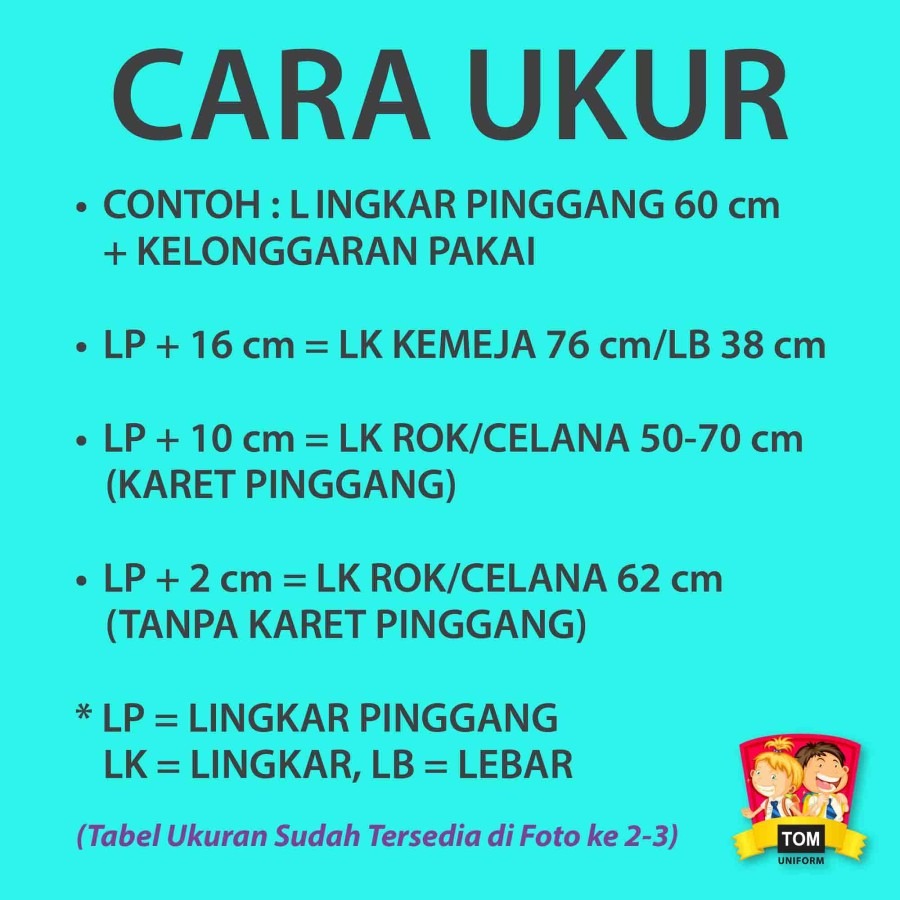 CARA UKUR
• CONTOH : LINGKAR PINGGANG 60 cm
+ KELONGGARAN PAKAI
• LP + 16 cm = LK KEMEJA 76 cm/LB 38 cm
• LP + 10 cm = LK ROK/CELANA 50-70 cm
(KARET PINGGANG)
• LP + 2 cm = LK ROK/CELANA 62 cm
(TANPA KARET PINGGANG)
* LP = LINGKAR PINGGANG
LK = LINGKAR, LB = LEBAR
(Tabel Ukuran Sudah Tersedia di Foto ke 2-3)
TOM
UNIFORM